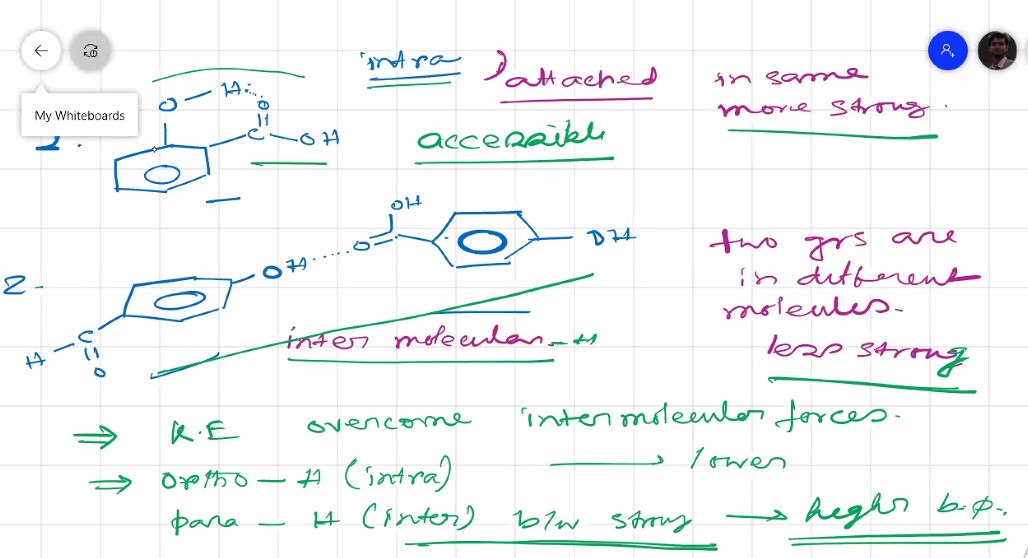 My Whiteboards
intra
attached
in same
more strong.
accessible
1.
O - H
O
C - OH
OH
O
OH
OH
two grs are
in different
molecules.
less strong
2 -
H - C
O
inter molecular - H
⇒ K.E overcome intermolecular forces.
⇒ Ortho - H (intra) → lower
para - H (inter) b/w strong → higher b.p.